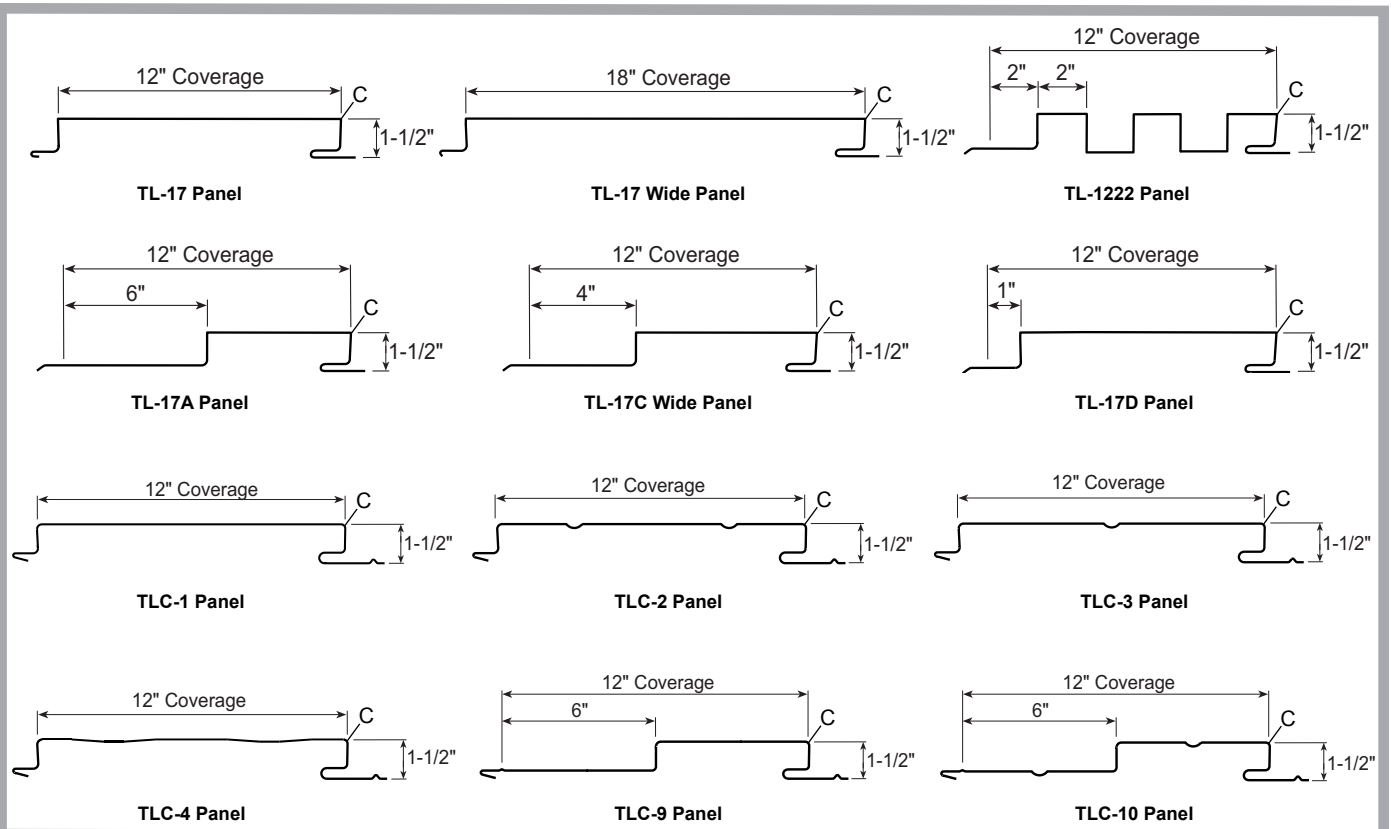 12" Coverage
C
1-1/2"
TL-17 Panel
18" Coverage
C
1-1/2"
TL-17 Wide Panel
12" Coverage
2" 2"
C
1-1/2"
TL-1222 Panel
12" Coverage
6"
C
1-1/2"
TL-17A Panel
12" Coverage
4"
C
1-1/2"
TL-17C Wide Panel
12" Coverage
1"
C
1-1/2"
TL-17D Panel
12" Coverage
C
1-1/2"
TLC-1 Panel
12" Coverage
C
1-1/2"
TLC-2 Panel
12" Coverage
C
1-1/2"
TLC-3 Panel
12" Coverage
C
1-1/2"
TLC-4 Panel
12" Coverage
6"
C
1-1/2"
TLC-9 Panel
12" Coverage
6"
C
1-1/2"
TLC-10 Panel